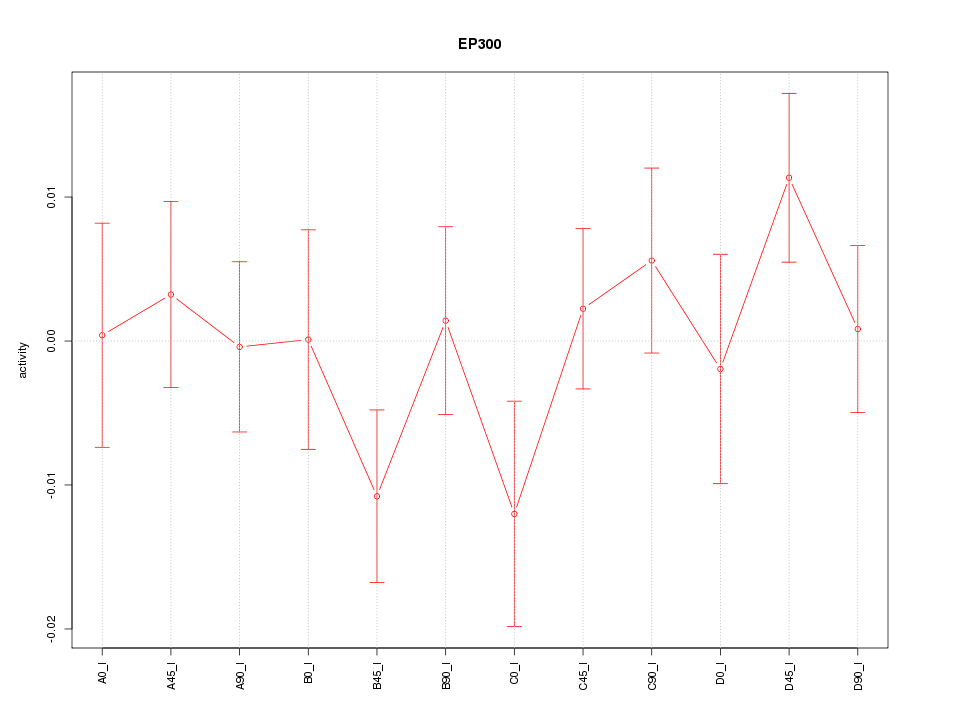 EP300
activity
0.01
0.00
-0.01
-0.02
A0_I
A45_I
A90_I
B0_I
B45_I
B90_I
C0_I
C45_I
C90_I
D0_I
D45_I
D90_I